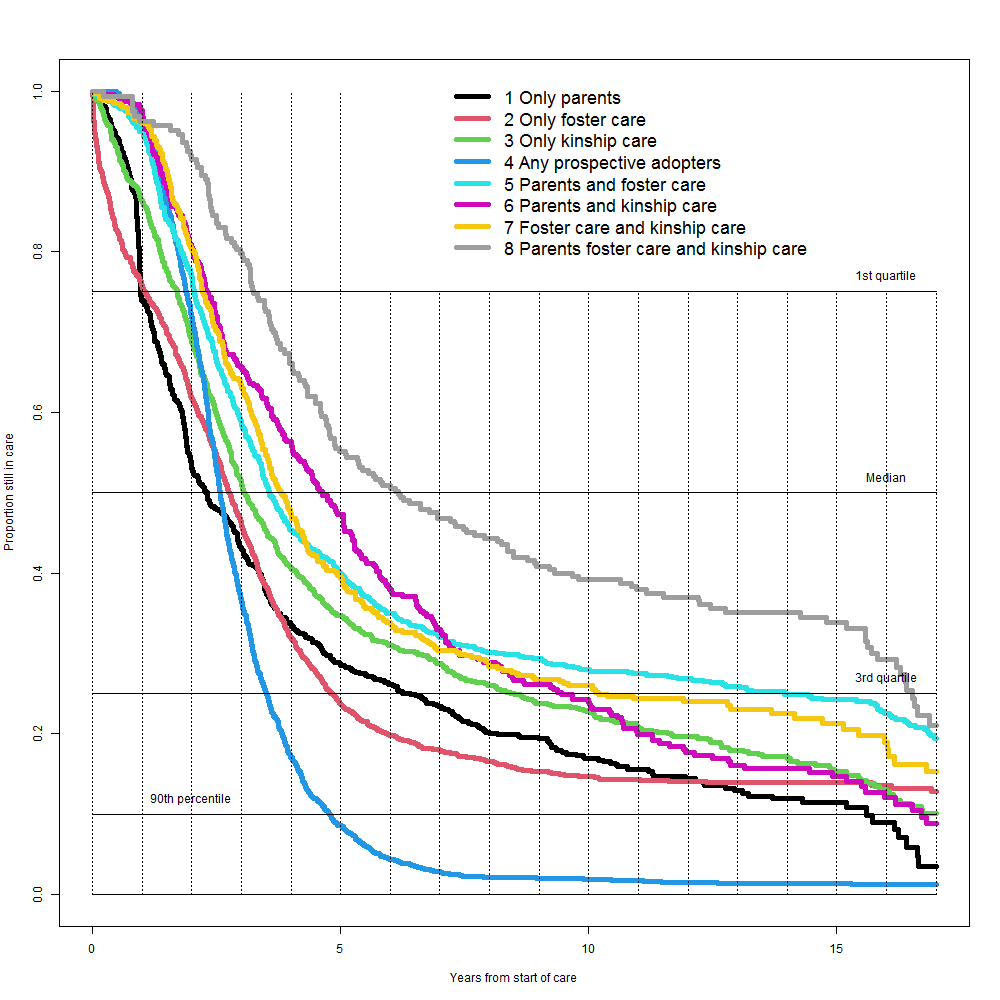 1 Only parents
2 Only foster care
3 Only kinship care
4 Any prospective adopters
5 Parents and foster care
6 Parents and kinship care
7 Foster care and kinship care
8 Parents foster care and kinship care
1st quartile
Median
3rd quartile
90th percentile
Proportion still in care
1.0
0.8
0.6
0.4
0.2
0.0
0
5
10
15
Years from start of care